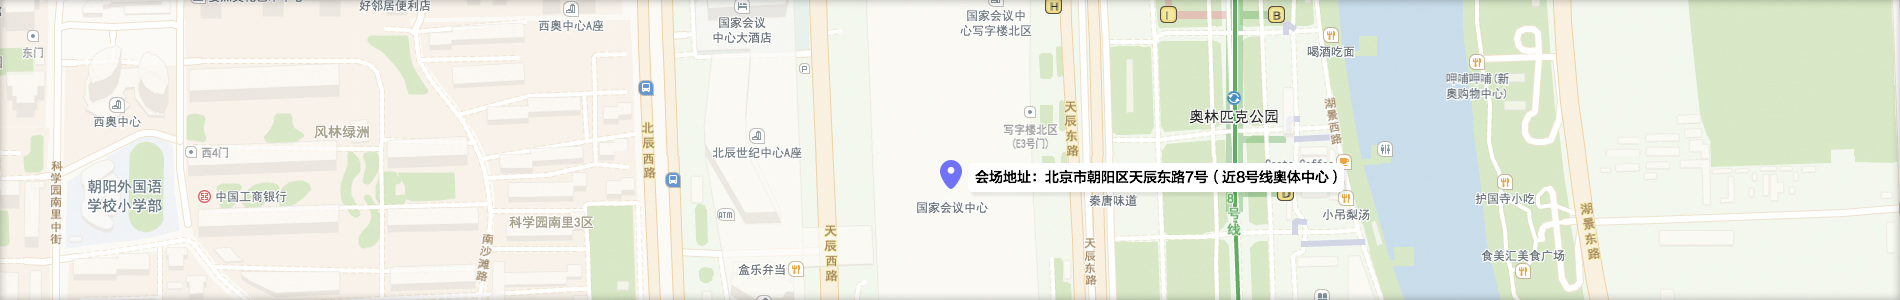 好邻居便利店
西奥中心A座
国家会议
中心大酒店
国家会议中
心写字楼北区
H
I
B
喝酒吃面
东门
呷哺呷哺(新
奥购物中心)
P
西奥中心
风林绿洲
西4门
北辰西路
北辰世纪中心A座
天辰东路
写字楼北区
(E3号门)
奥林匹克公园
湖景西路
科学园南里中街
朝阳外国语
学校小学部
中国工商银行
会场地址：北京市朝阳区天辰东路7号（近8号线奥体中心）
Costa Coffee
D
国家会议中心
秦唐味道
8号线
小吊梨汤
护国寺小吃
湖景东路
ATM
科学园南里3区
南沙滩路
天辰西路
天辰东路
盒乐弁当
食美汇美食广场